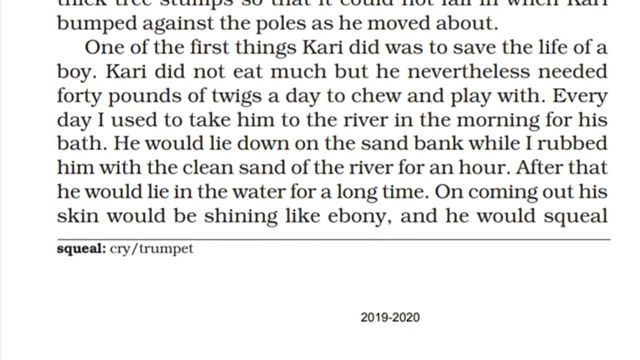 thick tree stumps so that it could not fall in when Kari
bumped against the poles as he moved about.
One of the first things Kari did was to save the life of a
boy. Kari did not eat much but he nevertheless needed
forty pounds of twigs a day to chew and play with. Every
day I used to take him to the river in the morning for his
bath. He would lie down on the sand bank while I rubbed
him with the clean sand of the river for an hour. After that
he would lie in the water for a long time. On coming out his
skin would be shining like ebony, and he would squeal
squeal: cry/trumpet
2019-2020